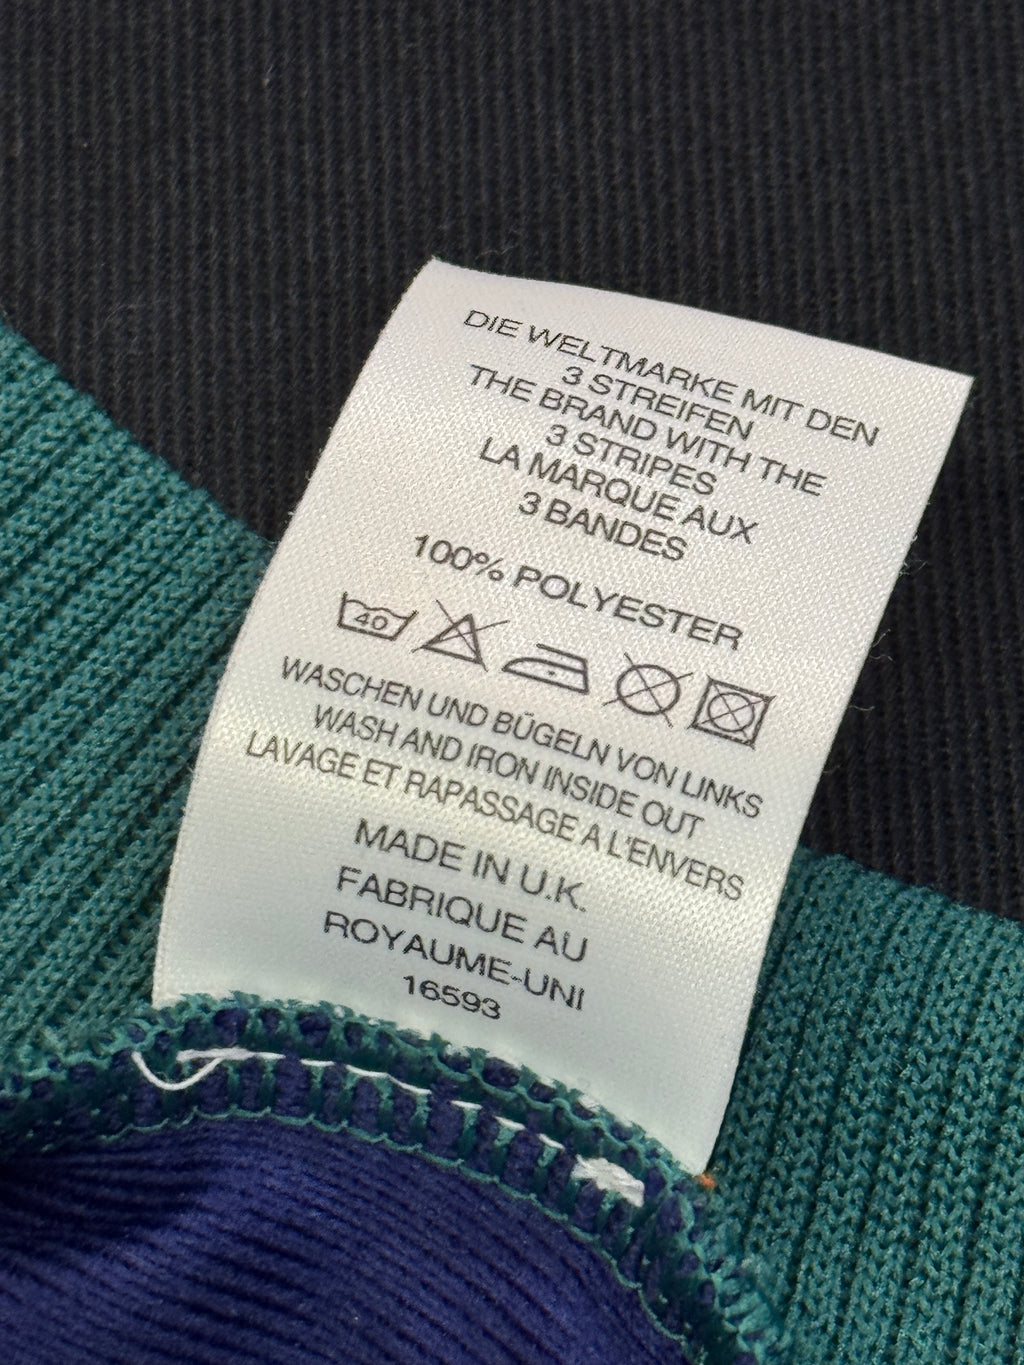 DIE WELTMARKE MIT DEN
3 STREIFEN
THE BRAND WITH THE
3 STRIPES
LA MARQUE AUX
3 BANDES
100% POLYESTER
40
WASCHEN UND BÜGELN VON LINKS
WASH AND IRON INSIDE OUT
LAVAGE ET RAPASSAGE A L'ENVERS
MADE IN U.K.
FABRIQUE AU
ROYAUME-UNI
16593